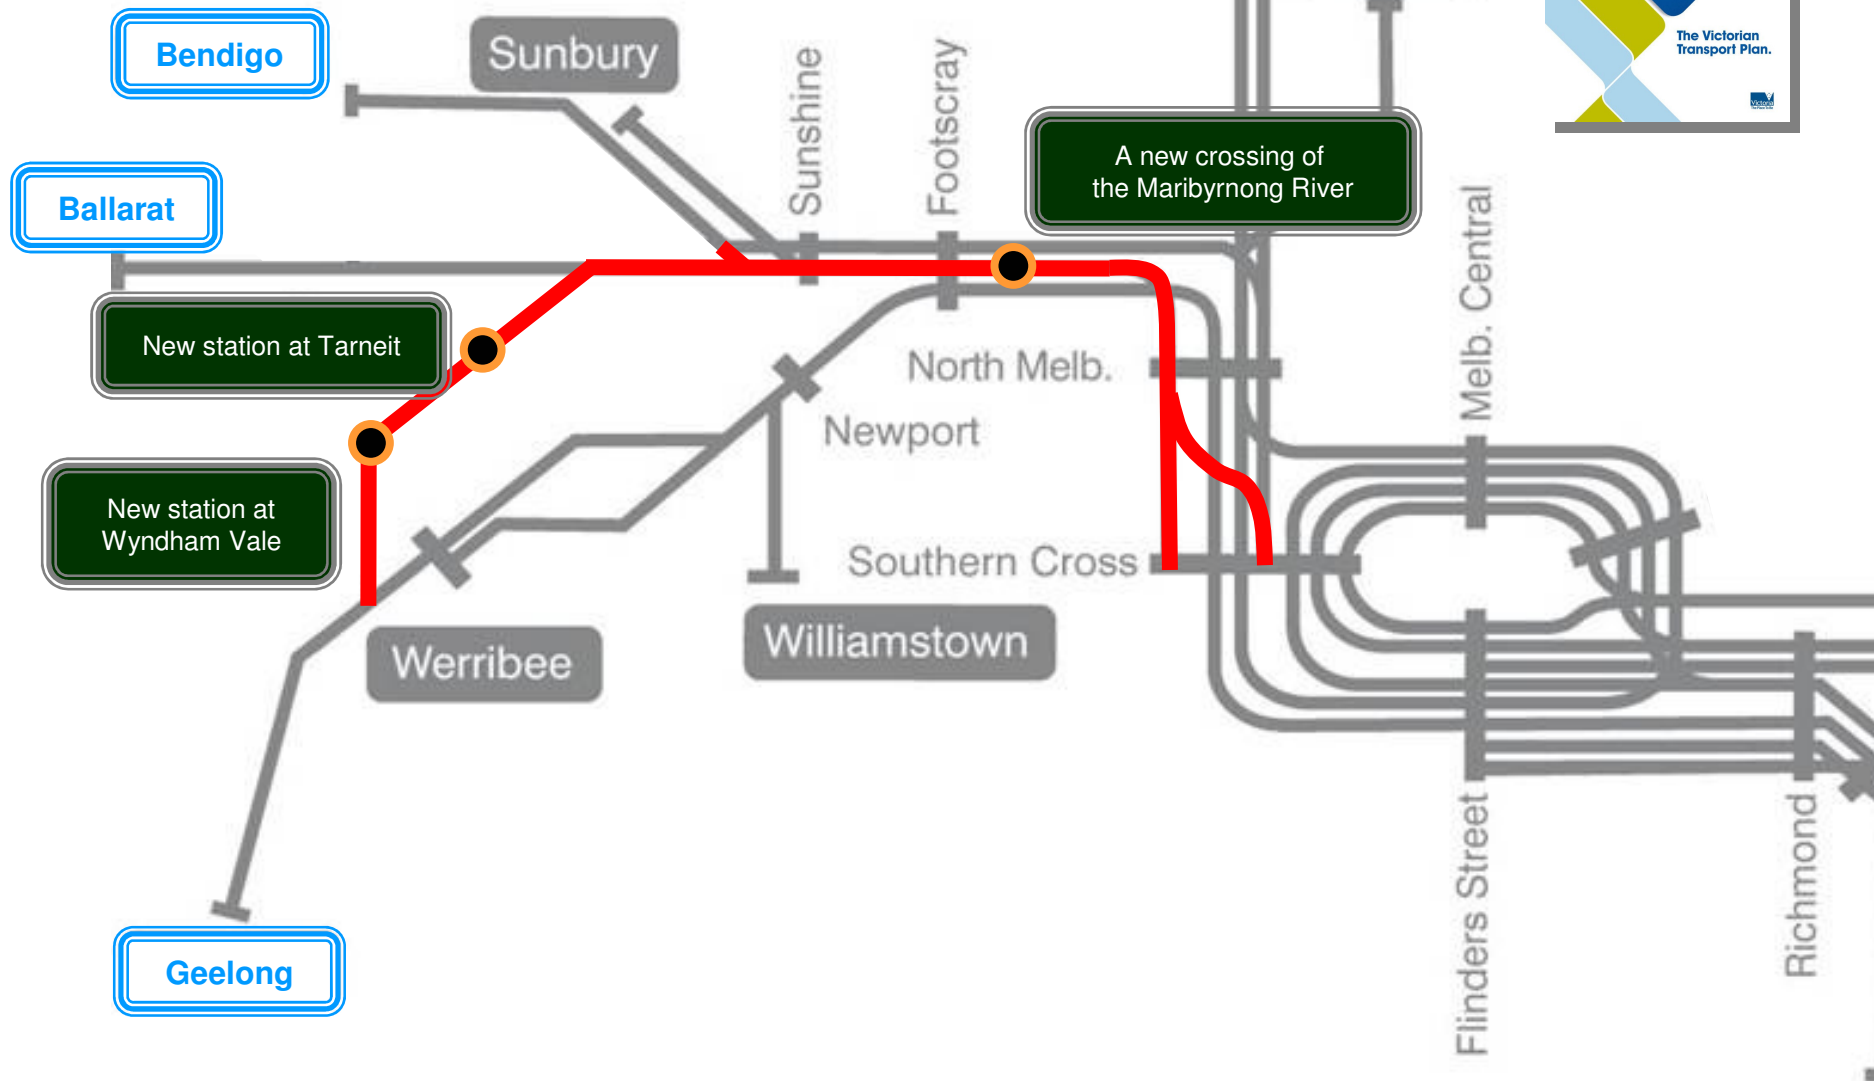 Bendigo
Sunbury
The Victorian
Transport Plan.
Victoria
Sunshine
Footscray
A new crossing of
the Maribyrnong River
Ballarat
New station at Tarneit
North Melb.
Melb. Central
Newport
New station at
Wyndham Vale
Southern Cross
Werribee
Williamstown
Flinders Street
Richmond
Geelong